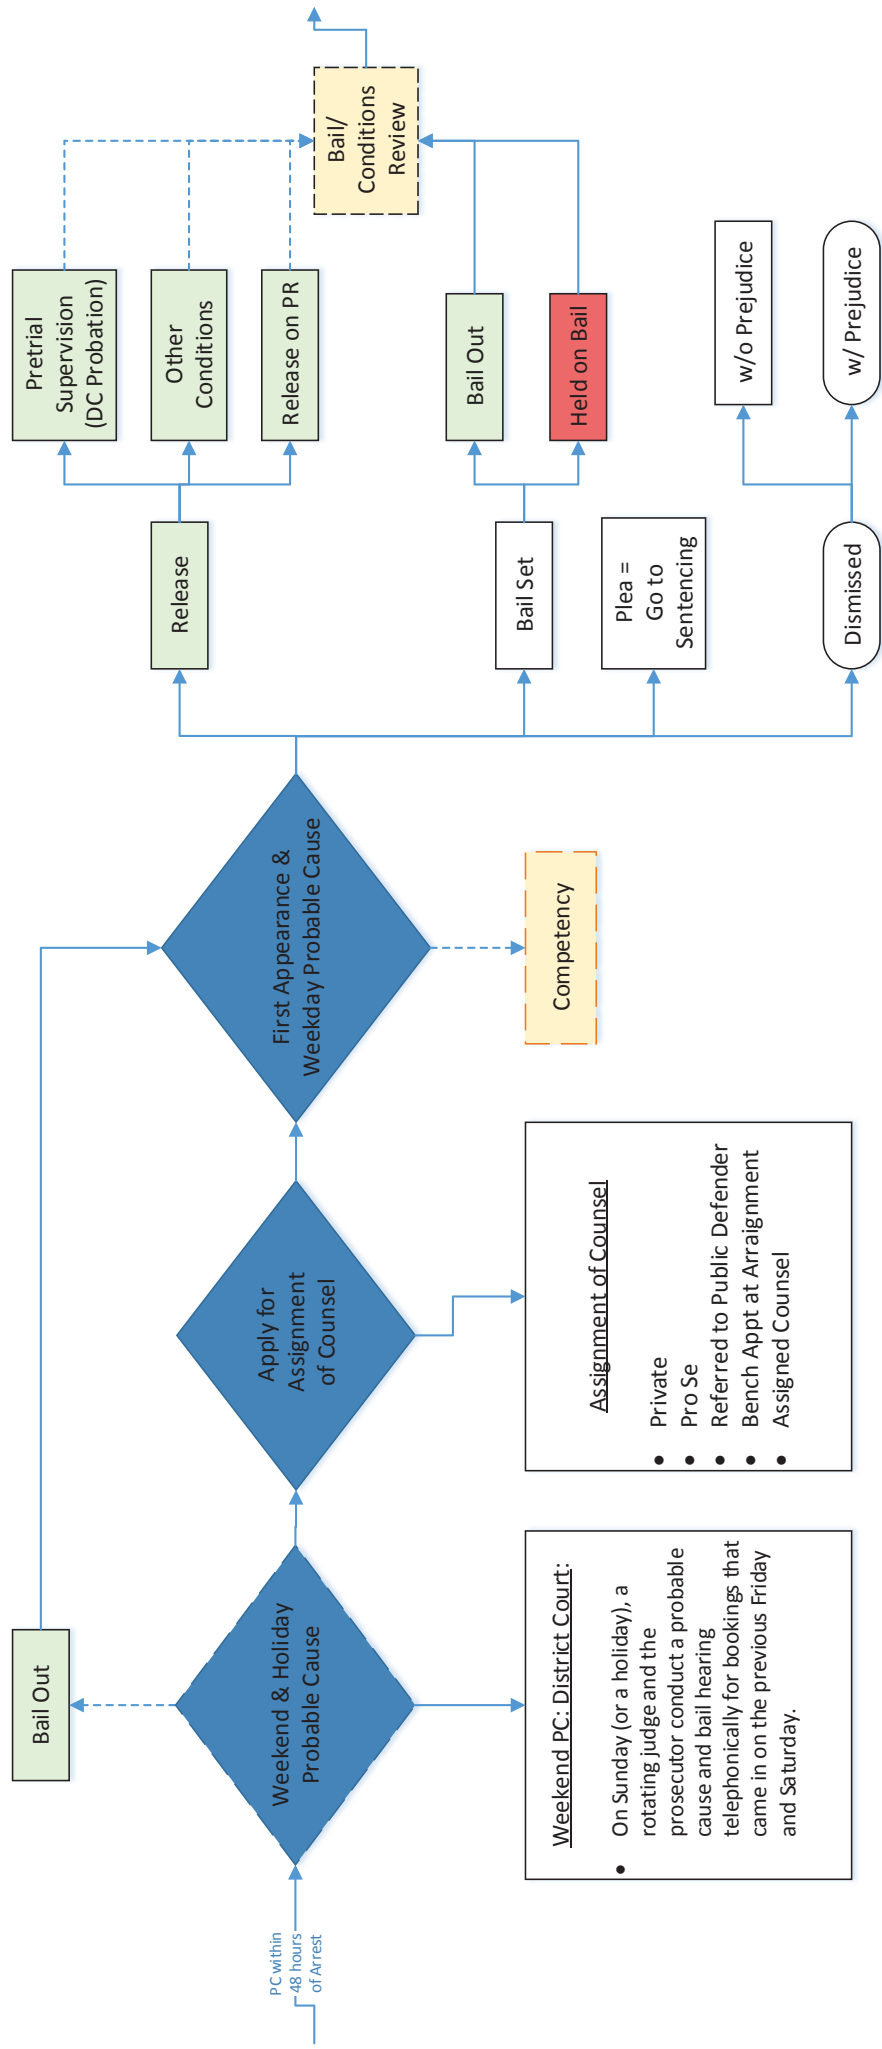 PC within
48 hours
of Arrest
Weekend & Holiday
Probable Cause
Bail Out
Weekend PC: District Court:
● On Sunday (or a holiday), a
rotating judge and the
prosecutor conduct a probable
cause and bail hearing
telephonically for bookings that
came in on the previous Friday
and Saturday.
Apply for
Assignment
of Counsel
Assignment of Counsel
● Private
● Pro Se
● Referred to Public Defender
● Bench Appt at Arraignment
● Assigned Counsel
First Appearance &
Weekday Probable Cause
Competency
Release
Bail Set
Plea =
Go to
Sentencing
Dismissed
Pretrial
Supervision
(DC Probation)
Other
Conditions
Release on PR
Bail Out
Held on Bail
w/o Prejudice
w/ Prejudice
Bail/
Conditions
Review